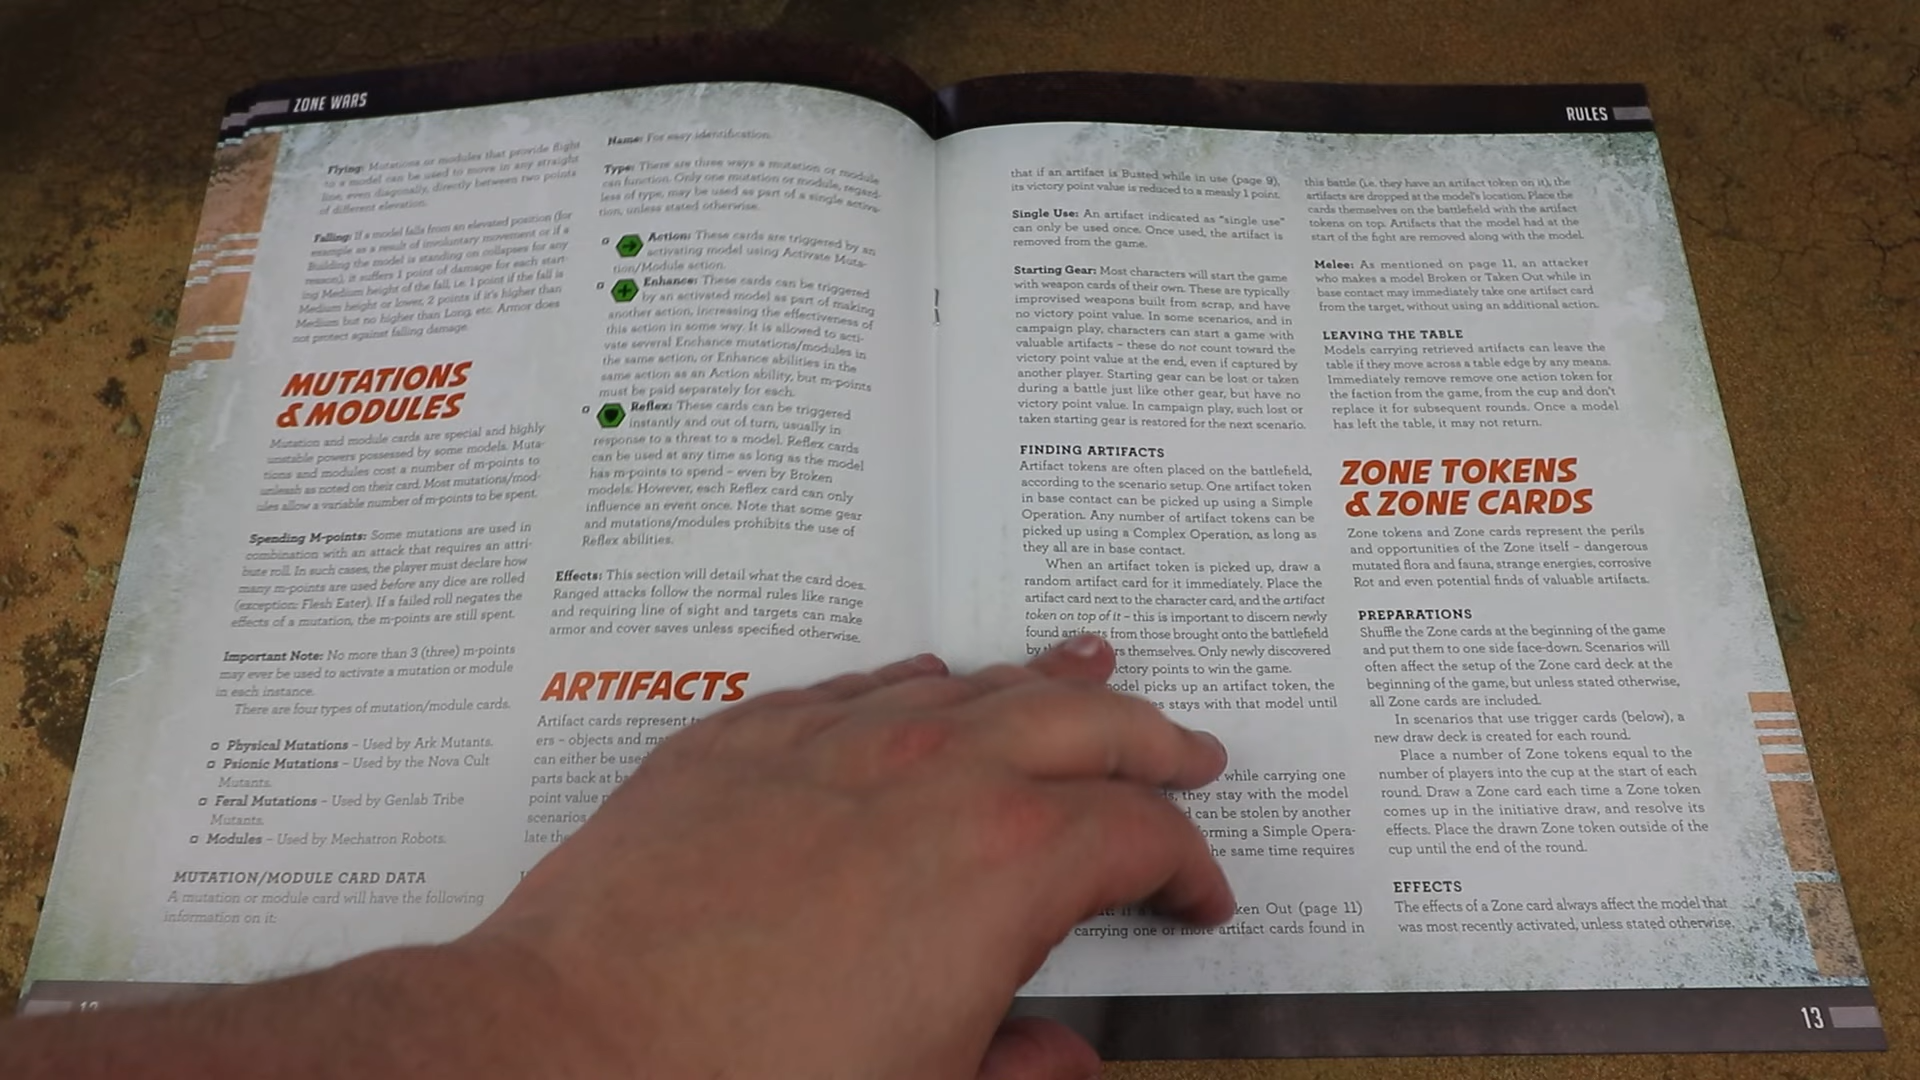 ZONE WARS
Flying: Mutations or modules that provide flight
to a model can be used to move in any straight
line, even diagonally, directly between two points
of different elevation.
Falling: If a model falls from an elevated position (for
example as a result of involuntary movement or if a
Building the model is standing on collapses for any
reason), it suffers 1 point of damage for each start-
ing Medium height of the fall, i.e. 1 point if the fall is
Medium height or lower, 2 points if it's higher than
Medium but no higher than Long, etc. Armor does
not protect against falling damage.
MUTATIONS
& MODULES
Mutation and module cards are special and highly
unstable powers possessed by some models. Muta-
tions and modules cost a number of m-points to
unleash as noted on their card. Most mutations/mod-
ules allow a variable number of m-points to be spent.
Spending M-points: Some mutations are used in
combination with an attack that requires an attri-
bute roll. In such cases, the player must declare how
many m-points are used before any dice are rolled
(exception: Flesh Eater). If a failed roll negates the
effects of a mutation, the m-points are still spent.
Important Note: No more than 3 (three) m-points
may ever be used to activate a mutation or module
in each instance.
There are four types of mutation/module cards.
Physical Mutations – Used by Ark Mutants.
Psionic Mutations – Used by the Nova Cult
Mutants.
Feral Mutations – Used by Genlab Tribe
Mutants.
Modules – Used by Mechatron Robots.
MUTATION/MODULE CARD DATA
A mutation or module card will have the following
information on it:
12
Name: For easy identification.
Type: There are three ways a mutation or module
can function. Only one mutation or module, regard-
less of type, may be used as part of a single activa-
tion, unless stated otherwise.
Action: These cards are triggered by an
activating model using Activate Muta-
tion/Module action.
Enhance: These cards can be triggered
by an activated model as part of making
another action, increasing the effectiveness of
this action in some way. It is allowed to acti-
vate several Enchance mutations/modules in
the same action, or Enhance abilities in the
same action as an Action ability, but m-points
must be paid separately for each.
Reflex: These cards can be triggered
instantly and out of turn, usually in
response to a threat to a model. Reflex cards
can be used at any time as long as the model
has m-points to spend – even by Broken
models. However, each Reflex card can only
influence an event once. Note that some gear
and mutations/modules prohibits the use of
Reflex abilities.
Effects: This section will detail what the card does.
Ranged attacks follow the normal rules like range
and requiring line of sight and targets can make
armor and cover saves unless specified otherwise.
ARTIFACTS
Artifact cards represent
ers – objects and
can either be
parts back at
point value
scenarios,
late the
RULES
that if an artifact is Busted while in use (page 9),
its victory point value is reduced to a measly 1 point.
Single Use: An artifact indicated as "single use"
can only be used once. Once used, the artifact is
removed from the game.
Starting Gear: Most characters will start the game
with weapon cards of their own. These are typically
improvised weapons built from scrap, and have
no victory point value. In some scenarios, and in
campaign play, characters can start a game with
valuable artifacts – these do not count toward the
victory point value at the end, even if captured by
another player. Starting gear can be lost or taken
during a battle just like other gear, but have no
victory point value. In campaign play, such lost or
taken starting gear is restored for the next scenario.
FINDING ARTIFACTS
Artifact tokens are often placed on the battlefield,
according to the scenario setup. One artifact token
in base contact can be picked up using a Simple
Operation. Any number of artifact tokens can be
picked up using a Complex Operation, as long as
they all are in base contact.
When an artifact token is picked up, draw a
random artifact card for it immediately. Place the
artifact card next to the character card, and the artifact
token on top of it – this is important to discern newly
found artifacts from those brought onto the battlefield
by themselves. Only newly discovered
victory points to win the game.
model picks up an artifact token, the
stays with that model until
while carrying one
they stay with the model
can be stolen by another
forming a Simple Opera-
the same time requires
Taken Out (page 11)
carrying one or more artifact cards found in
this battle (i.e. they have an artifact token on it), the
artifacts are dropped at the model's location. Place the
cards themselves on the battlefield with the artifact
tokens on top. Artifacts that the model had at the
start of the fight are removed along with the model.
Melee: As mentioned on page 11, an attacker
who makes a model Broken or Taken Out while in
base contact may immediately take one artifact card
from the target, without using an additional action.
LEAVING THE TABLE
Models carrying retrieved artifacts can leave the
table if they move across a table edge by any means.
Immediately remove remove one action token for
the faction from the game, from the cup and don't
replace it for subsequent rounds. Once a model
has left the table, it may not return.
ZONE TOKENS
& ZONE CARDS
Zone tokens and Zone cards represent the perils
and opportunities of the Zone itself – dangerous
mutated flora and fauna, strange energies, corrosive
Rot and even potential finds of valuable artifacts.
PREPARATIONS
Shuffle the Zone cards at the beginning of the game
and put them to one side face-down. Scenarios will
often affect the setup of the Zone card deck at the
beginning of the game, but unless stated otherwise,
all Zone cards are included.
In scenarios that use trigger cards (below), a
new draw deck is created for each round.
Place a number of Zone tokens equal to the
number of players into the cup at the start of each
round. Draw a Zone card each time a Zone token
comes up in the initiative draw, and resolve its
effects. Place the drawn Zone token outside of the
cup until the end of the round.
EFFECTS
The effects of a Zone card always affect the model that
was most recently activated, unless stated otherwise.
13